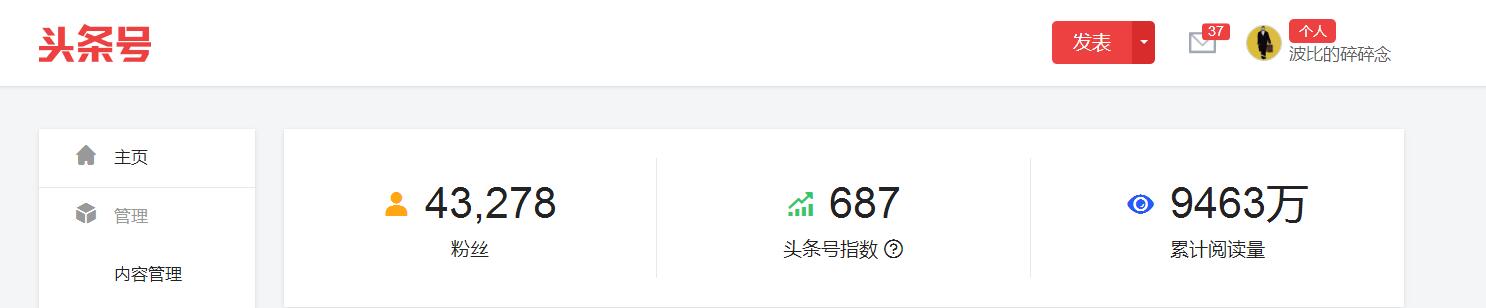 头条号
发表
37
个人
波比的碎碎念
主页
管理
内容管理
43,278
粉丝
687
头条号指数 ?
9463万
累计阅读量